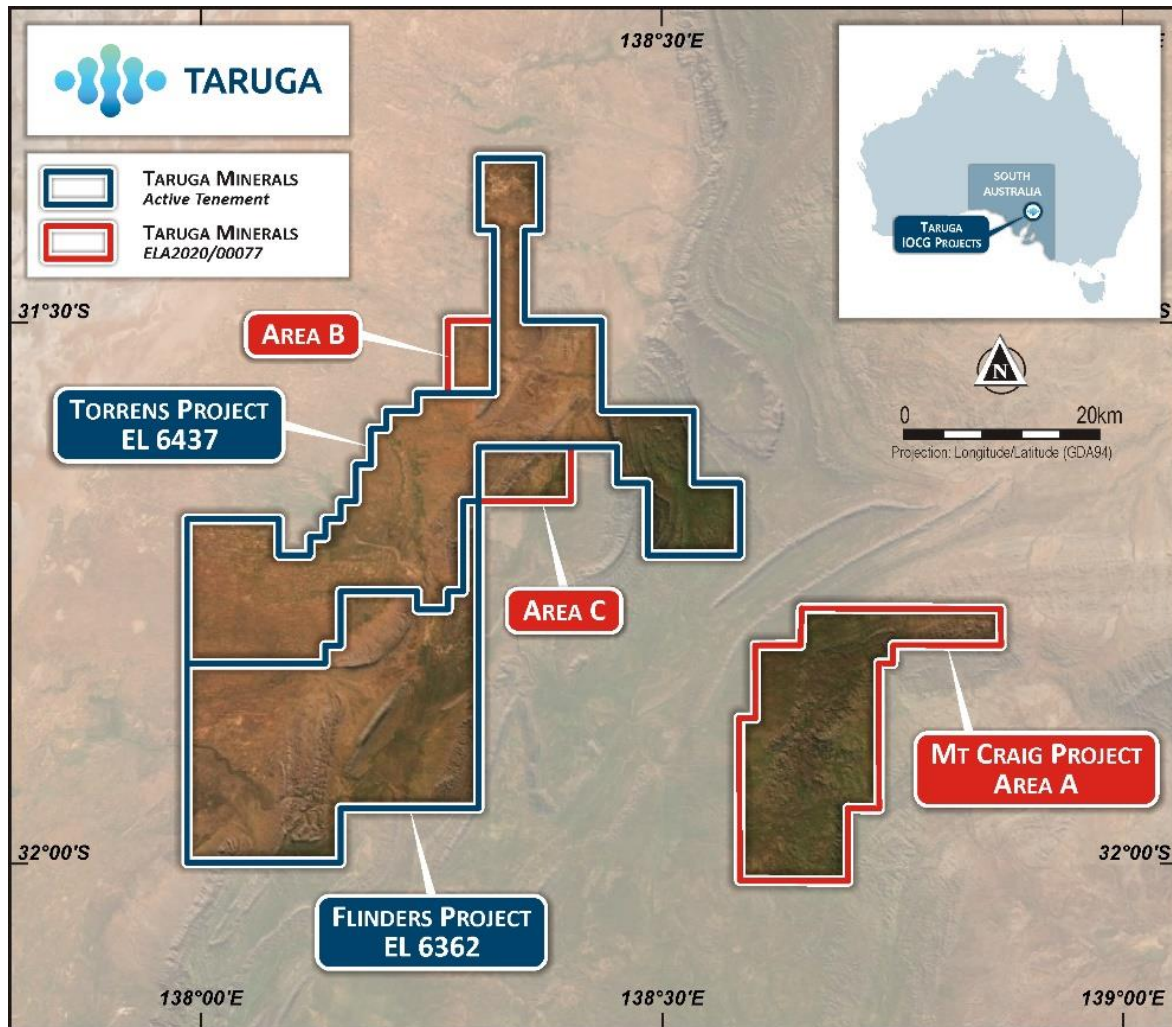 138°30'E
E
TARUGA
TARUGA MINERALS
Active Tenement
TARUGA MINERALS
ELA2020/00077
SOUTH
AUSTRALIA
TARUGA
IOCG PROJECTS
31°30'S
S
AREA B
N
0 20km
Projection: Longitude/Latitude (GDA94)
TORRENS PROJECT
EL 6437
AREA C
MT CRAIG PROJECT
AREA A
32°00'S
32°00'S
FLINDERS PROJECT
EL 6362
138°00'E
138°30'E
139°00'E